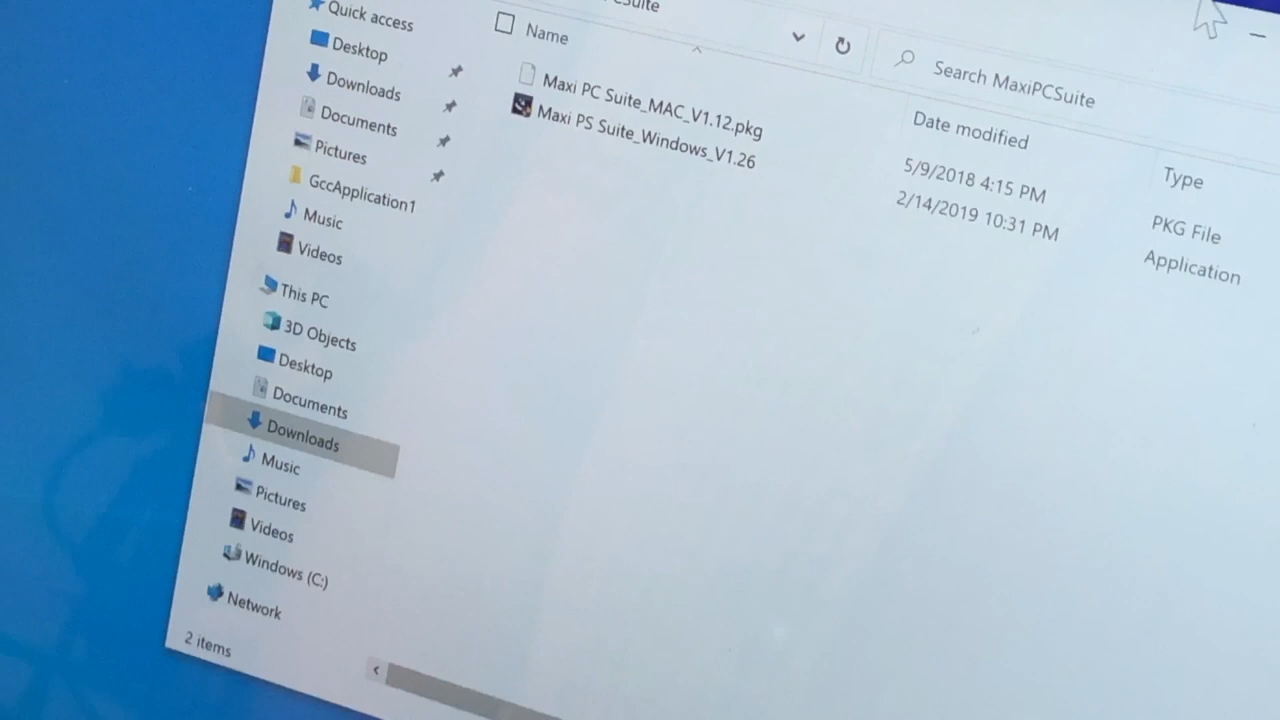 Quick access
Desktop
Downloads
Documents
Pictures
GccApplication1
Music
Videos
This PC
3D Objects
Desktop
Documents
Downloads
Music
Pictures
Videos
Windows (C:)
Network
2 items
Search MaxiPCSuite
Name
Date modified
Type
Maxi PC Suite_MAC_V1.12.pkg
5/9/2018 4:15 PM
PKG File
Maxi PS Suite_Windows_V1.26
2/14/2019 10:31 PM
Application